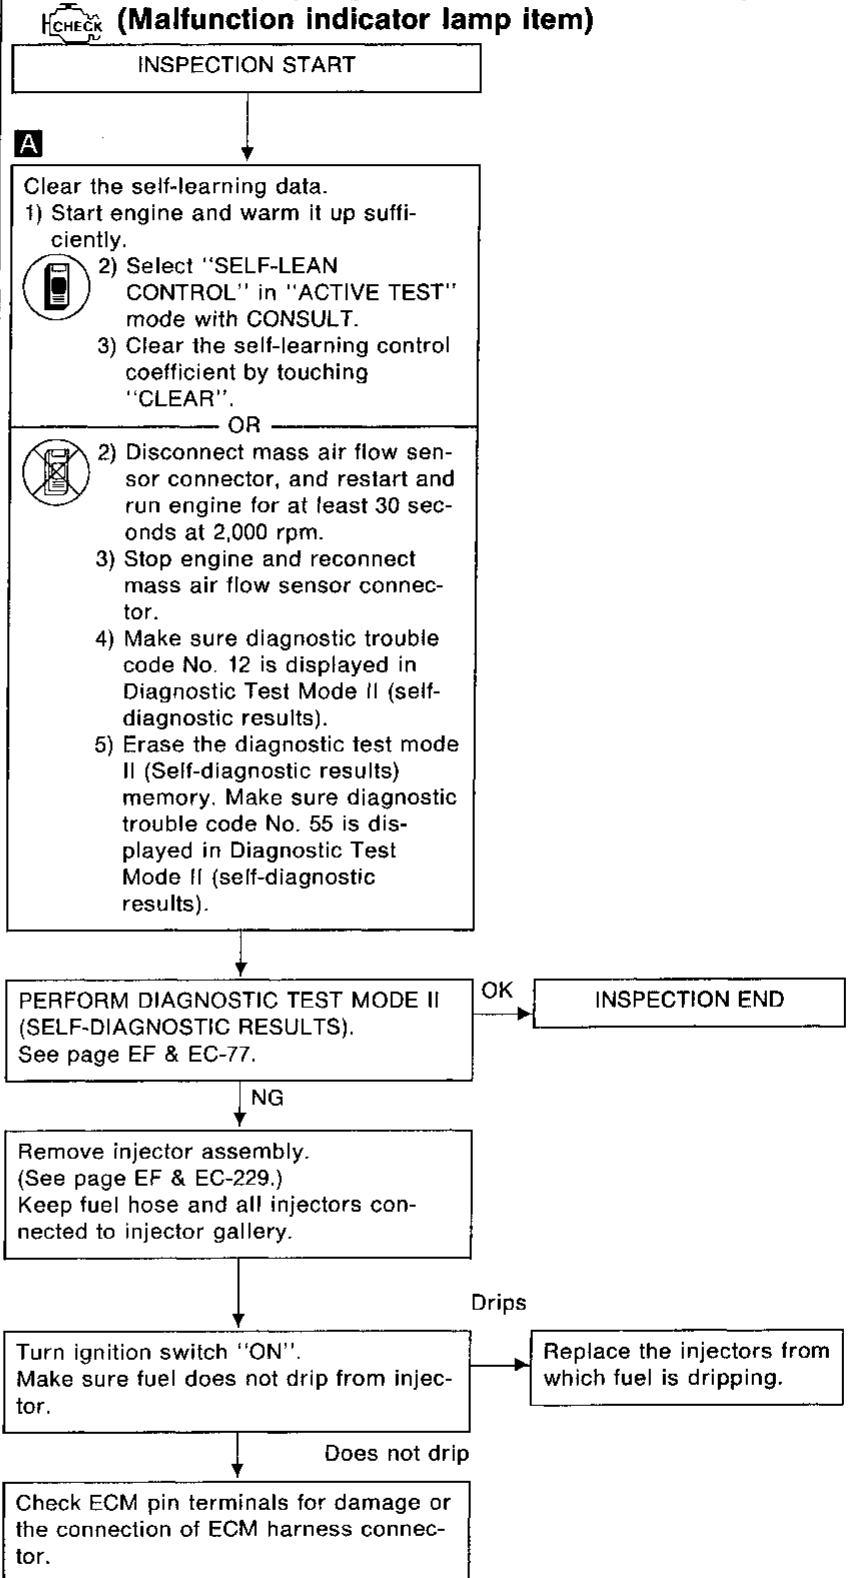 CHECK (Malfunction indicator lamp item)
INSPECTION START
A
Clear the self-learning data.
1) Start engine and warm it up suffi-
ciently.
2) Select "SELF-LEAN
CONTROL" in "ACTIVE TEST"
mode with CONSULT.
3) Clear the self-learning control
coefficient by touching
"CLEAR".
OR
2) Disconnect mass air flow sen-
sor connector, and restart and
run engine for at least 30 sec-
onds at 2,000 rpm.
3) Stop engine and reconnect
mass air flow sensor connec-
tor.
4) Make sure diagnostic trouble
code No. 12 is displayed in
Diagnostic Test Mode II (self-
diagnostic results).
5) Erase the diagnostic test mode
II (Self-diagnostic results)
memory. Make sure diagnostic
trouble code No. 55 is dis-
played in Diagnostic Test
Mode II (self-diagnostic
results).
PERFORM DIAGNOSTIC TEST MODE II
(SELF-DIAGNOSTIC RESULTS).
See page EF & EC-77.
OK
INSPECTION END
NG
Remove injector assembly.
(See page EF & EC-229.)
Keep fuel hose and all injectors con-
nected to injector gallery.
Drips
Turn ignition switch "ON".
Make sure fuel does not drip from injec-
tor.
Replace the injectors from
which fuel is dripping.
Does not drip
Check ECM pin terminals for damage or
the connection of ECM harness connec-
tor.